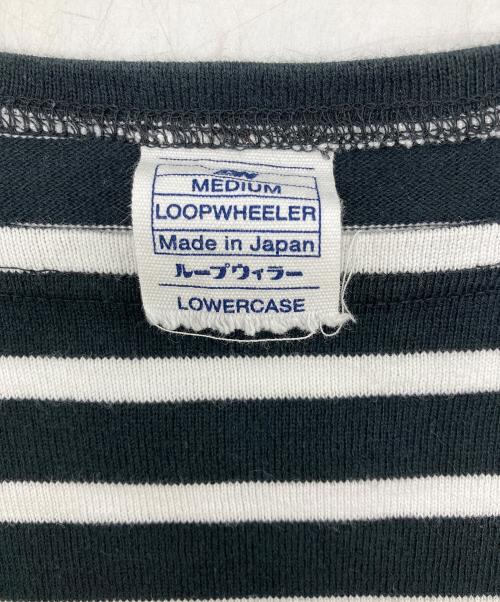 MEDIUM
LOOPWHEELER
Made in Japan
ループウィラー
LOWERCASE